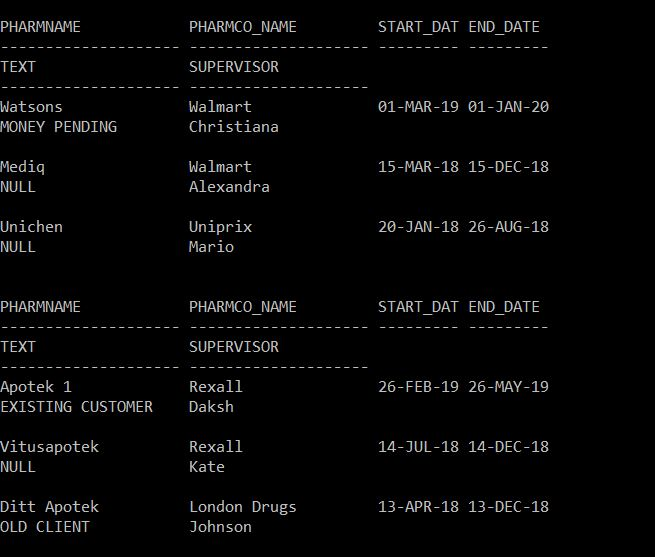 PHARMNAME            PHARMCO_NAME         START_DAT END_DATE
-------------------- -------------------- --------- ---------
TEXT                 SUPERVISOR
-------------------- --------------------
Watsons              Walmart              01-MAR-19 01-JAN-20
MONEY PENDING        Christiana

Mediq                Walmart              15-MAR-18 15-DEC-18
NULL                 Alexandra

Unichen              Uniprix              20-JAN-18 26-AUG-18
NULL                 Mario


PHARMNAME            PHARMCO_NAME         START_DAT END_DATE
-------------------- -------------------- --------- ---------
TEXT                 SUPERVISOR
-------------------- --------------------
Apotek 1             Rexall               26-FEB-19 26-MAY-19
EXISTING CUSTOMER    Daksh

Vitusapotek          Rexall               14-JUL-18 14-DEC-18
NULL                 Kate

Ditt Apotek          London Drugs         13-APR-18 13-DEC-18
OLD CLIENT           Johnson